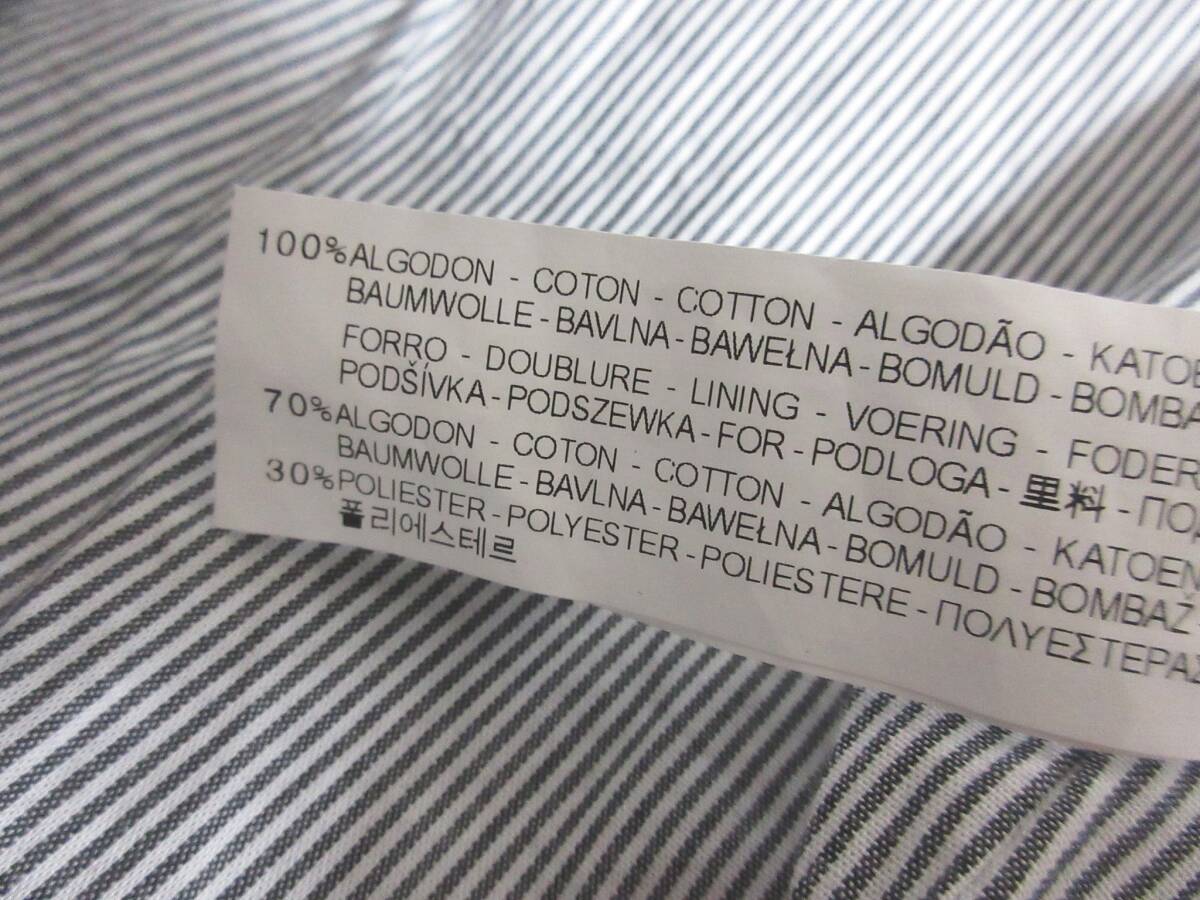 100% ALGODON - COTON - COTTON - ALGODÃO -
BAUMWOLLE - BAVLNA - BAWEŁNA - BOMULD -
FORRO - DOUBLURE - LINING - VOERING -
PODŠÍVKA - PODSZEWKA - FOR - PODLOGA - 里料 -
70% ALGODON - COTON - COTTON - ALGODÃO - KATOEN
BAUMWOLLE - BAVLNA - BAWEŁNA - BOMULD - BOMBAŽ
30% POLIESTER - POLYESTER - POLIESTERE - ΠΟΛΥΕΣΤΕΡΑΣ
폴리에스테르